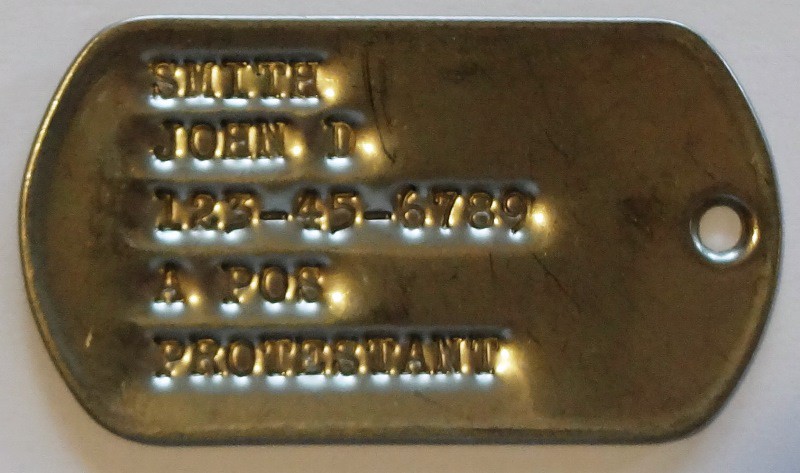 SMITH
JOHN D
123-45-6789
A POS
PROTESTANT